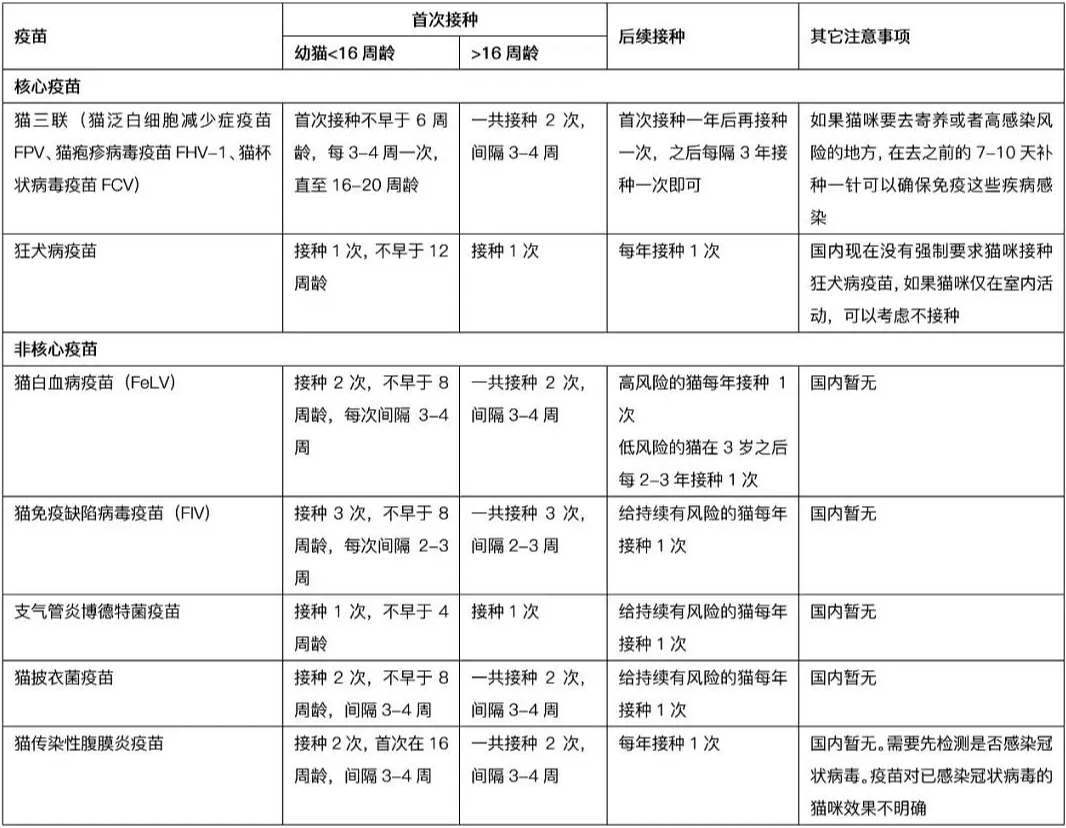 疫苗
首次接种
幼猫<16 周龄
>16 周龄
后续接种
其它注意事项
核心疫苗
猫三联（猫泛白细胞减少症疫苗
FPV、猫疱疹病毒疫苗 FHV-1、猫杯
状病毒疫苗 FCV）
首次接种不早于 6 周
龄，每 3-4 周一次，
直至 16-20 周龄
一共接种 2 次，
间隔 3-4 周
首次接种一年后再接种
一次，之后每隔 3 年接
种一次即可
如果猫咪要去寄养或者高感染风
险的地方，在去之前的 7-10 天补
种一针可以确保免疫这些疾病感
染
狂犬病疫苗
接种 1 次，不早于 12
周龄
接种 1 次
每年接种 1 次
国内现在没有强制要求猫咪接种
狂犬病疫苗，如果猫咪仅在室内活
动，可以考虑不接种
非核心疫苗
猫白血病疫苗（FeLV）
接种 2 次，不早于 8
周龄，每次间隔 3-4
周
一共接种 2 次，
间隔 3-4 周
高风险的猫每年接种 1
次
低风险的猫在 3 岁之后
每 2-3 年接种 1 次
国内暂无
猫免疫缺陷病毒疫苗（FIV）
接种 3 次，不早于 8
周龄，每次间隔 2-3
周
一共接种 3 次，
间隔 2-3 周
给持续有风险的猫每年
接种 1 次
国内暂无
支气管炎博德特菌疫苗
接种 1 次，不早于 4
周龄
接种 1 次
给持续有风险的猫每年
接种 1 次
国内暂无
猫披衣菌疫苗
接种 2 次，不早于 8
周龄，间隔 3-4 周
一共接种 2 次，
间隔 3-4 周
给持续有风险的猫每年
接种 1 次
国内暂无
猫传染性腹膜炎疫苗
接种 2 次，首次在 16
周龄，间隔 3-4 周
一共接种 2 次，
间隔 3-4 周
每年接种 1 次
国内暂无。需要先检测是否感染冠
状病毒。疫苗对已感染冠状病毒的
猫咪效果不明确